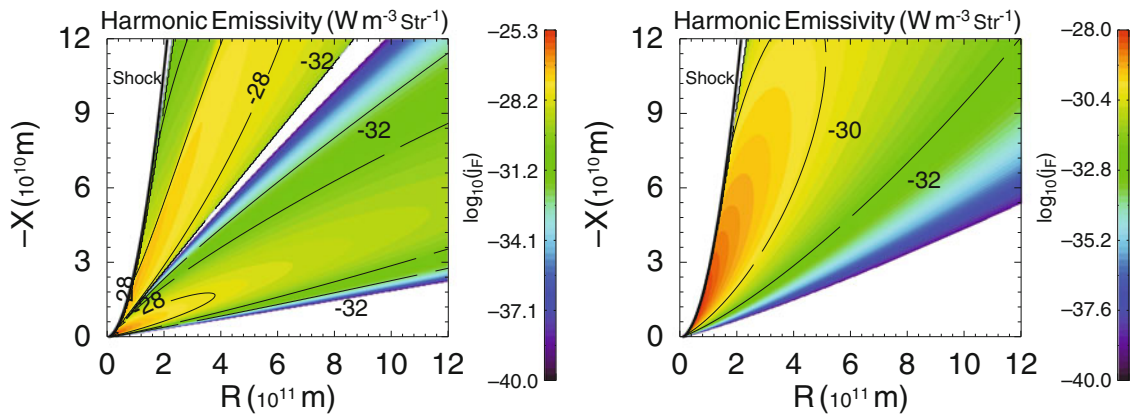 Harmonic Emissivity (W m⁻³ Str⁻¹)
12
9
6
3
0
−X (10¹⁰m)
Shock
-28
-32
-32
-28
-28
-32
0 2 4 6 8 10 12
R (10¹¹ m)
−25.3
−28.2
−31.2
−34.1
−37.1
−40.0
log₁₀(jF)
Harmonic Emissivity (W m⁻³ Str⁻¹)
12
9
6
3
0
−X (10¹⁰m)
Shock
-30
-32
0 2 4 6 8 10 12
R (10¹¹ m)
−28.0
−30.4
−32.8
−35.2
−37.6
−40.0
log₁₀(jF)